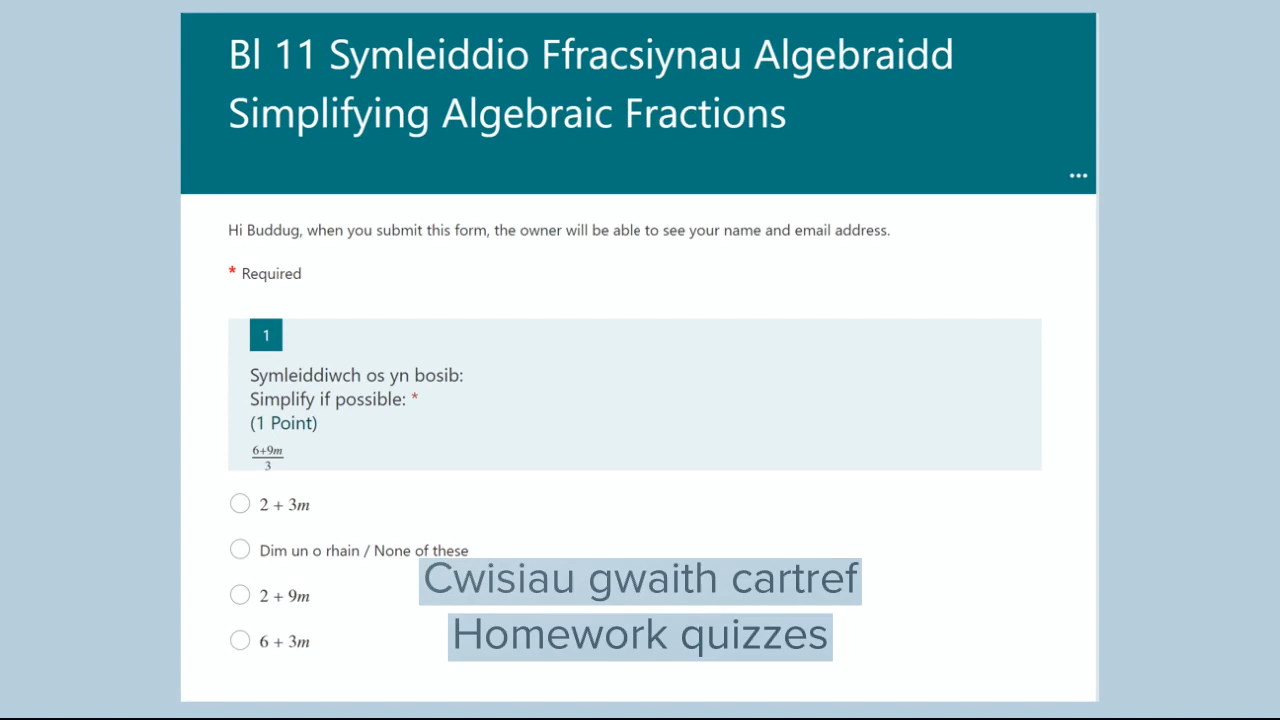 Bl 11 Symleiddio Ffracsiynau Algebraidd
Simplifying Algebraic Fractions
...
Hi Buddug, when you submit this form, the owner will be able to see your name and email address.
* Required
1
Symleiddiwch os yn bosib:
Simplify if possible: *
(1 Point)
6+9m
3
2 + 3m
Dim un o rhain / None of these
2 + 9m
6 + 3m
Cwisiau gwaith cartref
Homework quizzes